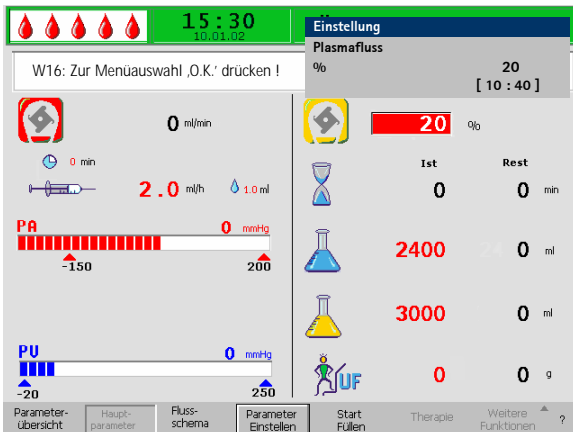 15:30
10.01.02
Einstellung
Plasmafluss
% 20
[ 10 : 40 ]
W16: Zur Menüauswahl ‚O.K.' drücken !
0 ml/min
20 %
0 min
2.0 ml/h 1.0 ml
Ist Rest
0 0 min
PA 0 mmHg
-150 200
2400 0 ml
3000 0 ml
PV 0 mmHg
-20 250
UF 0 0 g
Parameter-
übersicht
Haupt-
parameter
Fluss-
schema
Parameter
Einstellen
Start
Füllen
Therapie
Weitere
Funktionen
?